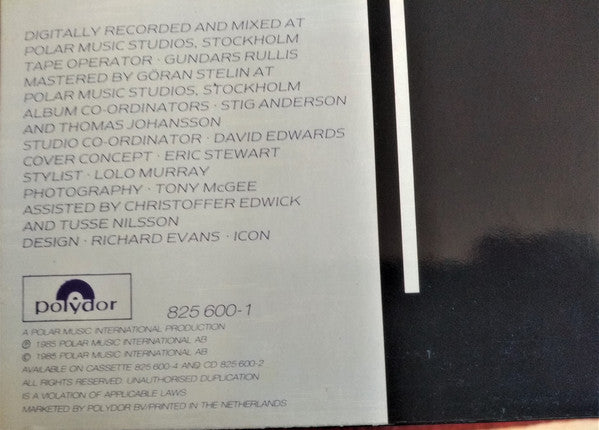 DIGITALLY RECORDED AND MIXED AT
POLAR MUSIC STUDIOS, STOCKHOLM
TAPE OPERATOR · GUNDARS RULLIS
MASTERED BY GÖRAN STELIN AT
POLAR MUSIC STUDIOS, STOCKHOLM
ALBUM CO-ORDINATORS · STIG ANDERSON
AND THOMAS JOHANSSON
STUDIO CO-ORDINATOR · DAVID EDWARDS
COVER CONCEPT · ERIC STEWART
STYLIST · LOLO MURRAY
PHOTOGRAPHY · TONY McGEE
ASSISTED BY CHRISTOFFER EDWICK
AND TUSSE NILSSON
DESIGN · RICHARD EVANS · ICON
polydor
825 600-1
A POLAR MUSIC INTERNATIONAL PRODUCTION
℗ 1985 POLAR MUSIC INTERNATIONAL AB
© 1985 POLAR MUSIC INTERNATIONAL AB
AVAILABLE ON CASSETTE 825 600-4 AND CD 825 600-2
ALL RIGHTS RESERVED. UNAUTHORISED DUPLICATION
IS A VIOLATION OF APPLICABLE LAWS
MARKETED BY POLYDOR BV/PRINTED IN THE NETHERLANDS